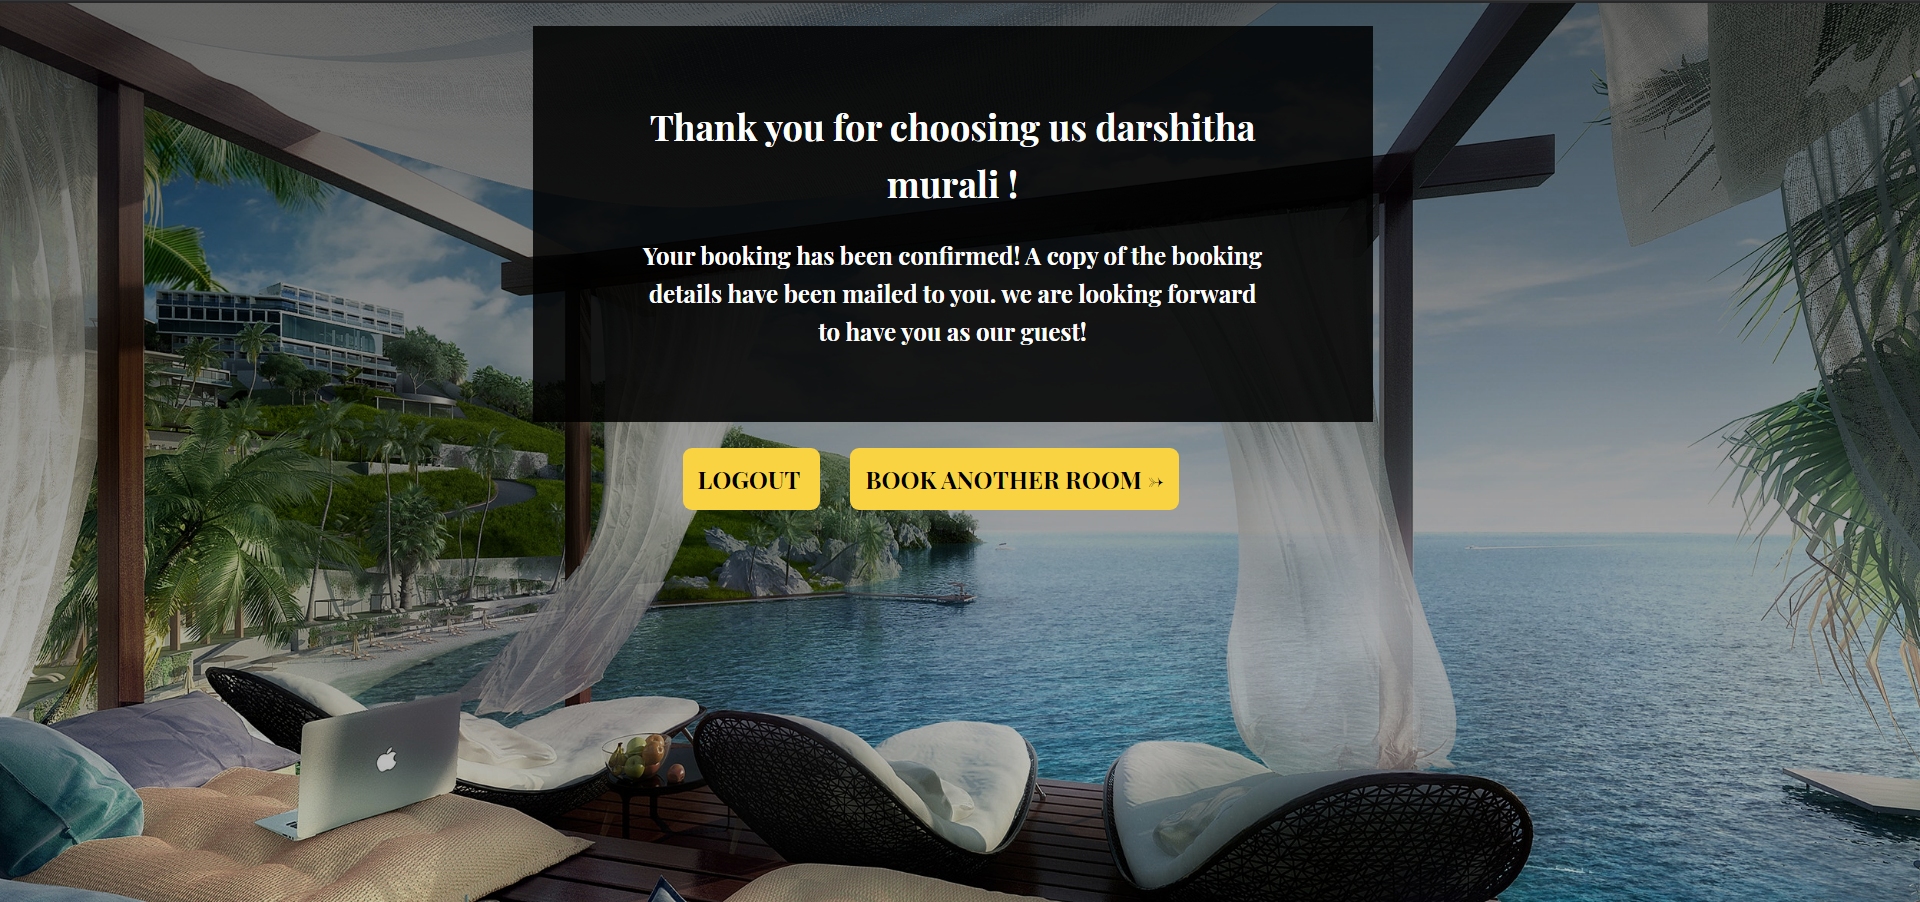 Thank you for choosing us darshitha
murali !
Your booking has been confirmed! A copy of the booking
details have been mailed to you. we are looking forward
to have you as our guest!
LOGOUT
BOOK ANOTHER ROOM ➳